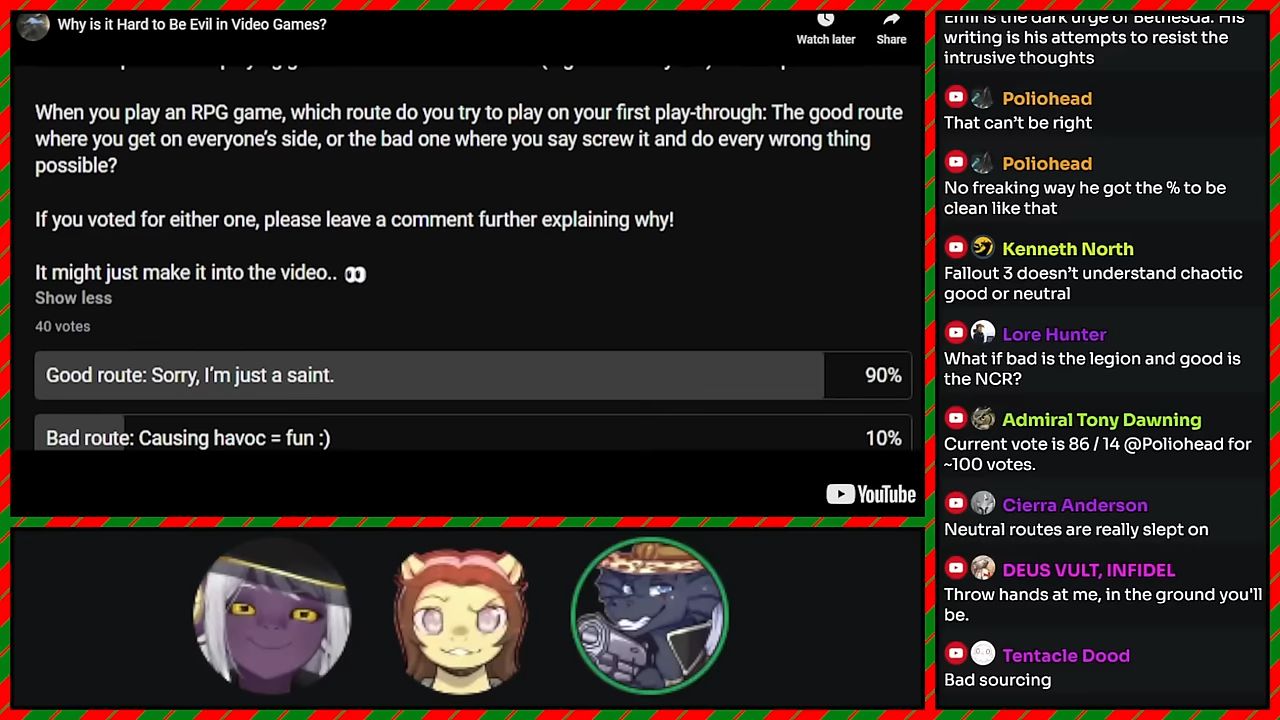 Why is it Hard to Be Evil in Video Games?
Watch later
Share
When you play an RPG game, which route do you try to play on your first play-through: The good route
where you get on everyone's side, or the bad one where you say screw it and do every wrong thing
possible?
If you voted for either one, please leave a comment further explaining why!
It might just make it into the video.. 👀
Show less
40 votes
Good route: Sorry, I'm just a saint.
90%
Bad route: Causing havoc = fun :)
10%
YouTube
Emil is the dark urge of Bethesda. His
writing is his attempts to resist the
intrusive thoughts
Poliohead
That can't be right
Poliohead
No freaking way he got the % to be
clean like that
Kenneth North
Fallout 3 doesn't understand chaotic
good or neutral
Lore Hunter
What if bad is the legion and good is
the NCR?
Admiral Tony Dawning
Current vote is 86 / 14 @Poliohead for
~100 votes.
Cierra Anderson
Neutral routes are really slept on
DEUS VULT, INFIDEL
Throw hands at me, in the ground you'll
be.
Tentacle Dood
Bad sourcing